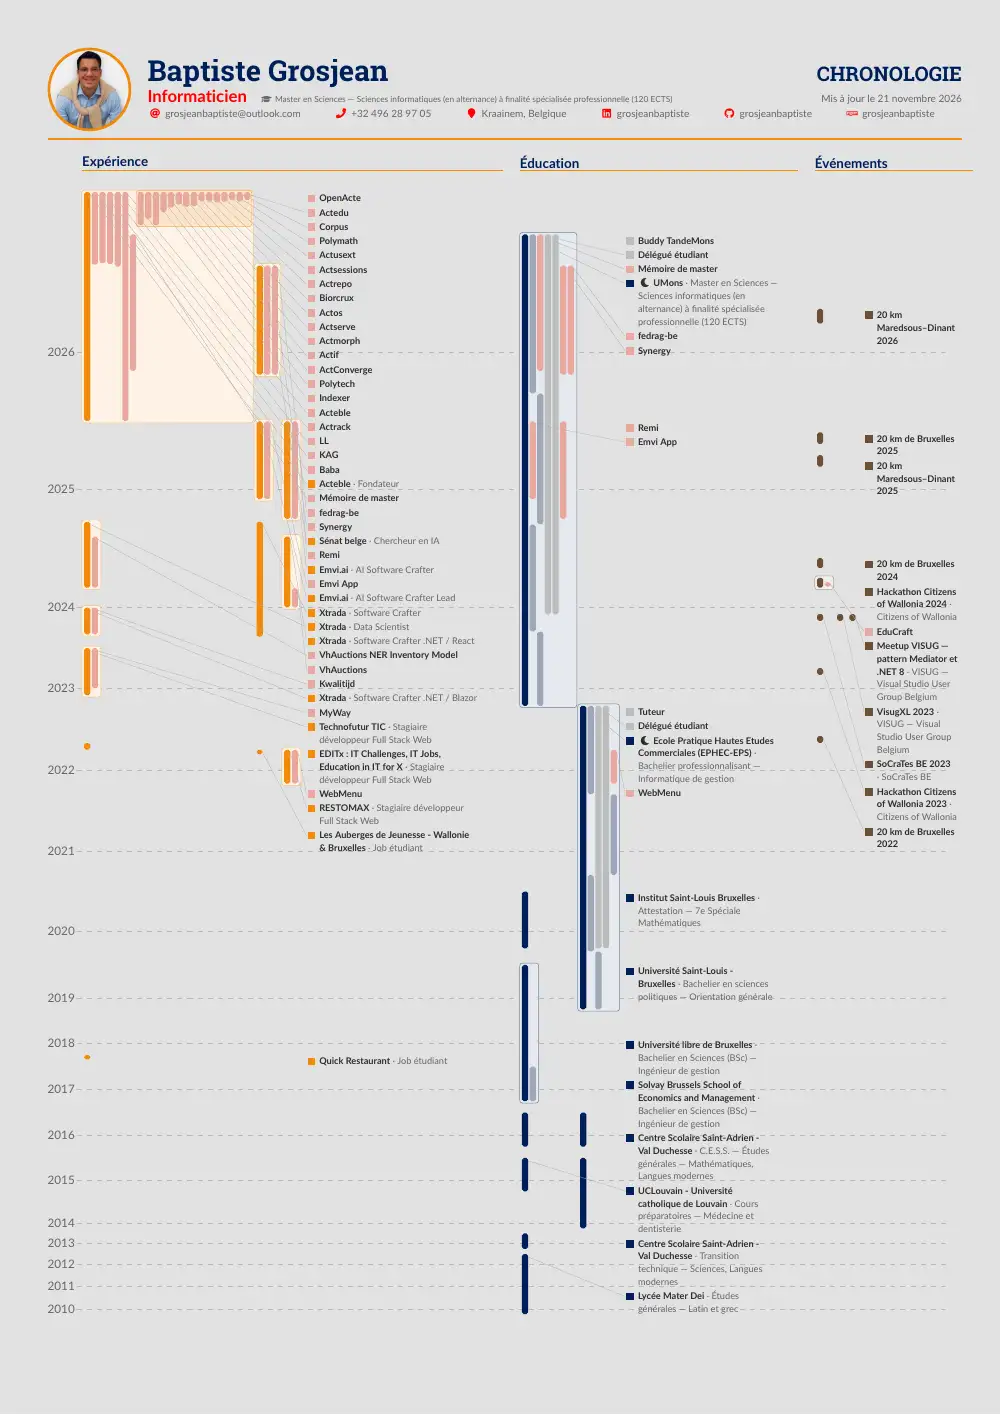 Baptiste Grosjean
CHRONOLOGIE
Informaticien
Master en Sciences — Sciences informatiques (en alternance) à finalité spécialisée professionnelle (120 ECTS)
Mis à jour le 21 novembre 2026
grosjeanbaptiste@outlook.com
+32 496 28 97 05
Kraainem, Belgique
grosjeanbaptiste
grosjeanbaptiste
grosjeanbaptiste
Expérience
OpenActe
Actedu
Corpus
Polymath
Actusext
Actsessions
Actrepo
Biorcrux
Actos
Actserve
Actmorph
Actif
ActConverge
Polytech
Indexer
Acteble
Actrack
LL
KAG
Baba
Acteble · Fondateur
Mémoire de master
fedrag-be
Synergy
Sénat belge · Chercheur en IA
Remi
Emvi.ai · AI Software Crafter
Emvi App
Emvi.ai · AI Software Crafter Lead
Xtrada · Software Crafter
Xtrada · Data Scientist
Xtrada · Software Crafter .NET / React
VhAuctions NER Inventory Model
VhAuctions
Kwalitijd
Xtrada · Software Crafter .NET / Blazor
MyWay
Technofutur TIC · Stagiaire
développeur Full Stack Web
EDITx : IT Challenges, IT Jobs,
Education in IT for X · Stagiaire
développeur Full Stack Web
WebMenu
RESTOMAX · Stagiaire développeur
Full Stack Web
Les Auberges de Jeunesse - Wallonie
& Bruxelles · Job étudiant
Quick Restaurant · Job étudiant
Éducation
Buddy TandeMons
Délégué étudiant
Mémoire de master
UMons · Master en Sciences —
Sciences informatiques (en
alternance) à finalité spécialisée
professionnelle (120 ECTS)
fedrag-be
Synergy
Remi
Emvi App
Tuteur
Délégué étudiant
Ecole Pratique Hautes Etudes
Commerciales (EPHEC-EPS) ·
Bachelier professionnalisant —
Informatique de gestion
WebMenu
Institut Saint-Louis Bruxelles ·
Attestation — 7e Spéciale
Mathématiques
Université Saint-Louis -
Bruxelles · Bachelier en sciences
politiques — Orientation générale
Université libre de Bruxelles ·
Bachelier en Sciences (BSc) —
Ingénieur de gestion
Solvay Brussels School of
Economics and Management ·
Bachelier en Sciences (BSc) —
Ingénieur de gestion
Centre Scolaire Saint-Adrien -
Val Duchesse · C.E.S.S. — Études
générales — Mathématiques,
Langues modernes
UCLouvain - Université
catholique de Louvain · Cours
préparatoires — Médecine et
dentisterie
Centre Scolaire Saint-Adrien -
Val Duchesse · Transition
technique — Sciences, Langues
modernes
Lycée Mater Dei · Études
générales — Latin et grec
Événements
20 km
Maredsous–Dinant
2026
20 km de Bruxelles
2025
20 km
Maredsous–Dinant
2025
20 km de Bruxelles
2024
Hackathon Citizens
of Wallonia 2024 ·
Citizens of Wallonia
EduCraft
Meetup VISUG —
pattern Mediator et
.NET 8 · VISUG —
Visual Studio User
Group Belgium
VisugXL 2023 ·
VISUG — Visual
Studio User Group
Belgium
SoCraTes BE 2023
· SoCraTes BE
Hackathon Citizens
of Wallonia 2023 ·
Citizens of Wallonia
20 km de Bruxelles
2022
2026
2025
2024
2023
2022
2021
2020
2019
2018
2017
2016
2015
2014
2013
2012
2011
2010